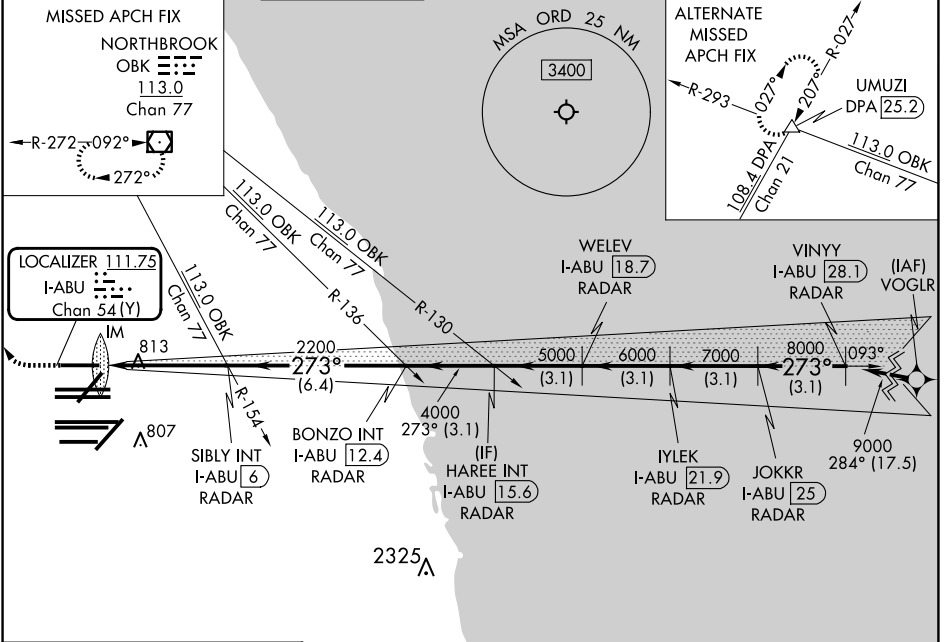 MISSED APCH FIX
NORTHBROOK
OBK
113.0
Chan 77
R-272
092°
272°
MSA ORD 25 NM
3400
ALTERNATE
MISSED
APCH FIX
R-293
027°
207°
R-027
UMUZI
DPA 25.2
108.4 DPA
Chan 21
113.0 OBK
Chan 77
113.0 OBK
Chan 77
113.0 OBK
Chan 77
113.0 OBK
Chan 77
R-136
R-130
R-154
LOCALIZER 111.75
I-ABU
Chan 54 (Y)
IM
813
807
WELEV
I-ABU 18.7
RADAR
VINYY
I-ABU 28.1
RADAR
(IAF)
VOGLR
2200
273°
(6.4)
4000
273° (3.1)
5000
(3.1)
6000
(3.1)
7000
(3.1)
8000
273°
(3.1)
093°
9000
284° (17.5)
SIBLY INT
I-ABU 6
RADAR
BONZO INT
I-ABU 12.4
RADAR
(IF)
HAREE INT
I-ABU 15.6
RADAR
IYLEK
I-ABU 21.9
RADAR
JOKKR
I-ABU 25
RADAR
2325